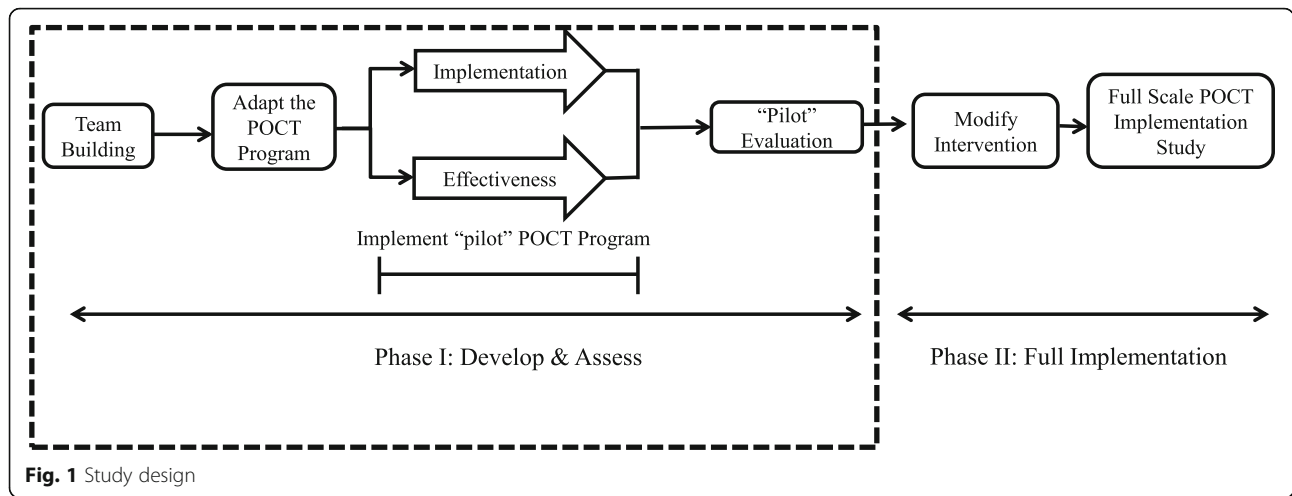 Team
Building
Adapt the
POCT
Program
Implementation
Effectiveness
Implement “pilot” POCT Program
“Pilot”
Evaluation
Modify
Intervention
Full Scale POCT
Implementation
Study
Phase I: Develop & Assess
Phase II: Full Implementation
Fig. 1 Study design